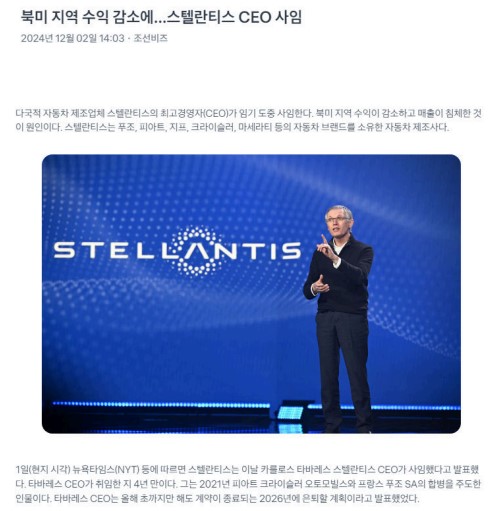 북미 지역 수익 감소에...스텔란티스 CEO 사임
2024년 12월 02일 14:03 · 조선비즈
다국적 자동차 제조업체 스텔란티스의 최고경영자(CEO)가 임기 도중 사임한다. 북미 지역 수익이 감소하고 매출이 침체한 것
이 원인이다. 스텔란티스는 푸조, 피아트, 지프, 크라이슬러, 마세라티 등의 자동차 브랜드를 소유한 자동차 제조사다.
STELLANTIS
1일(현지 시각) 뉴욕타임스(NYT) 등에 따르면 스텔란티스는 이날 카를로스 타바레스 스텔란티스 CEO가 사임했다고 발표했
다. 타바레스 CEO가 취임한 지 4년 만이다. 그는 2021년 피아트 크라이슬러 오토모빌스와 프랑스 푸조 SA의 합병을 주도한
인물이다. 타바레스 CEO는 올해 초까지만 해도 계약이 종료되는 2026년에 은퇴할 계획이라고 발표했었다.